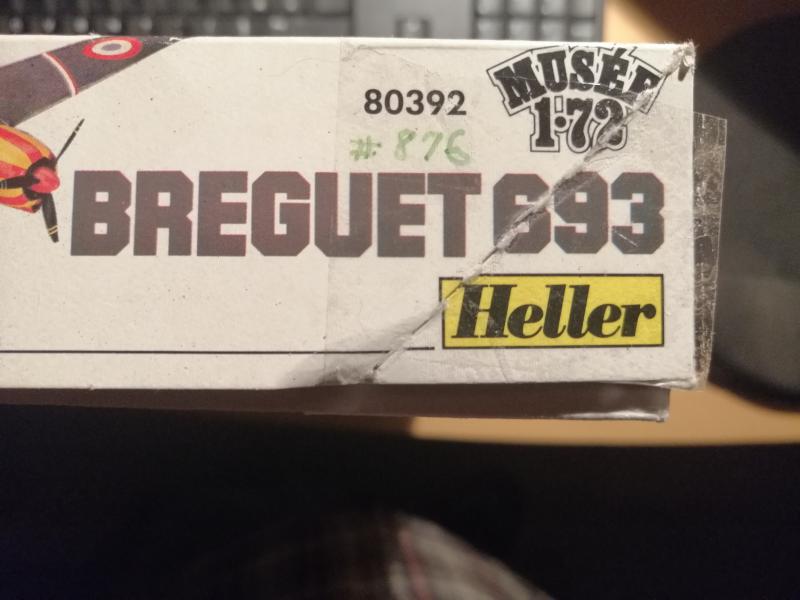 80392
MUSÉE
1·72
# 876
BREGUET 693
Heller